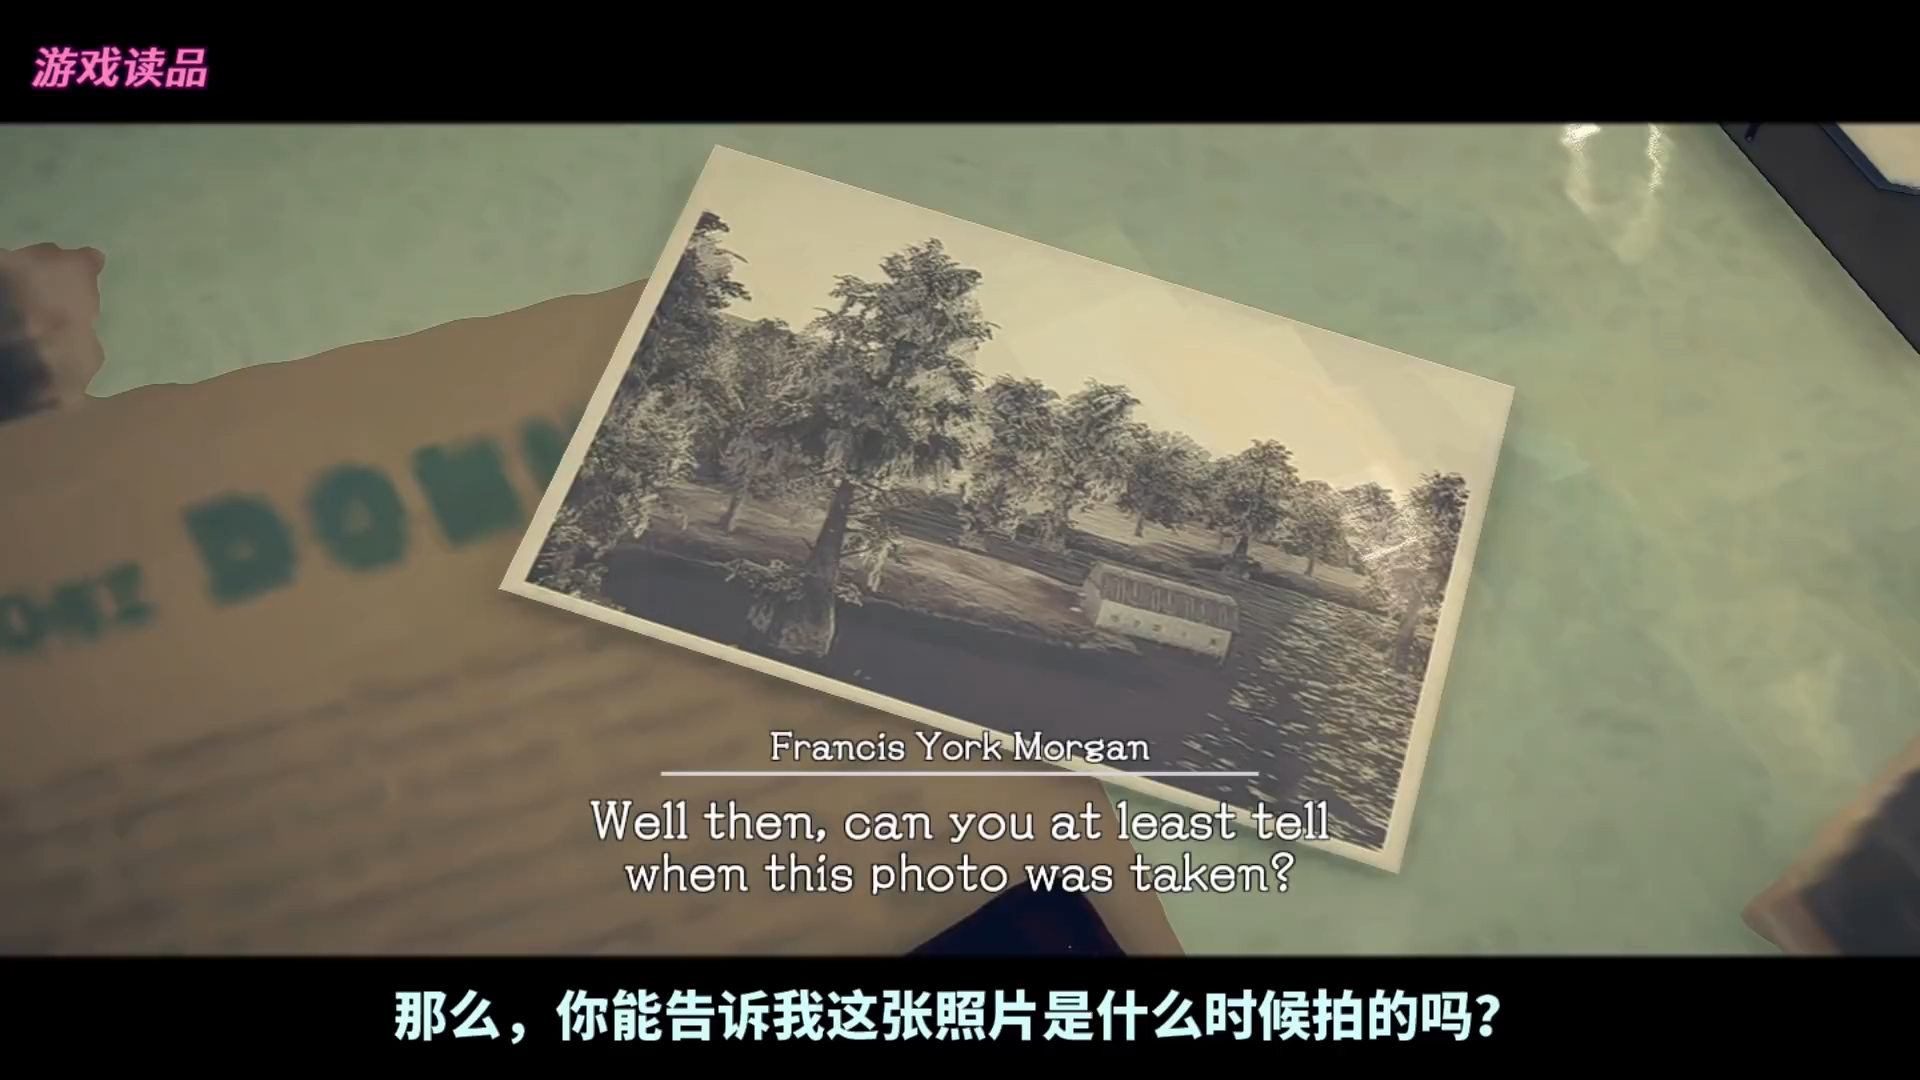 游戏读品
Francis York Morgan
Well then, can you at least tell
when this photo was taken?
那么，你能告诉我这张照片是什么时候拍的吗？